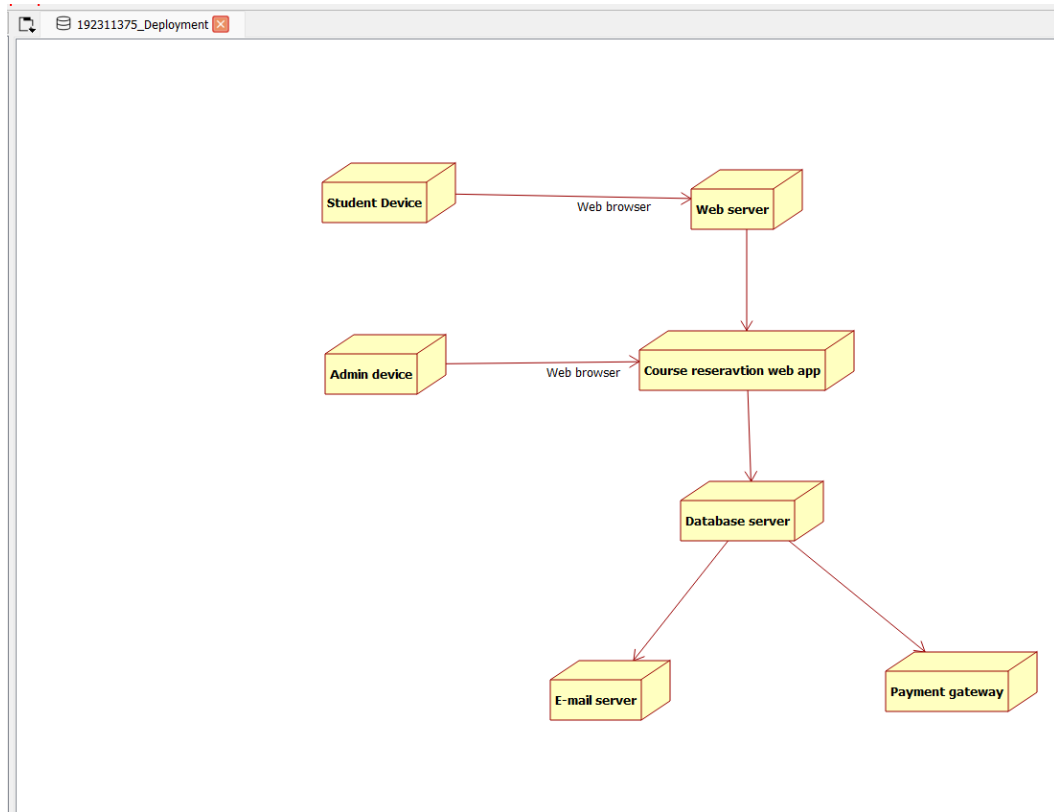 192311375_Deployment
Student Device
Web browser
Web server
Admin device
Web browser
Course reseravtion web app
Database server
E-mail server
Payment gateway